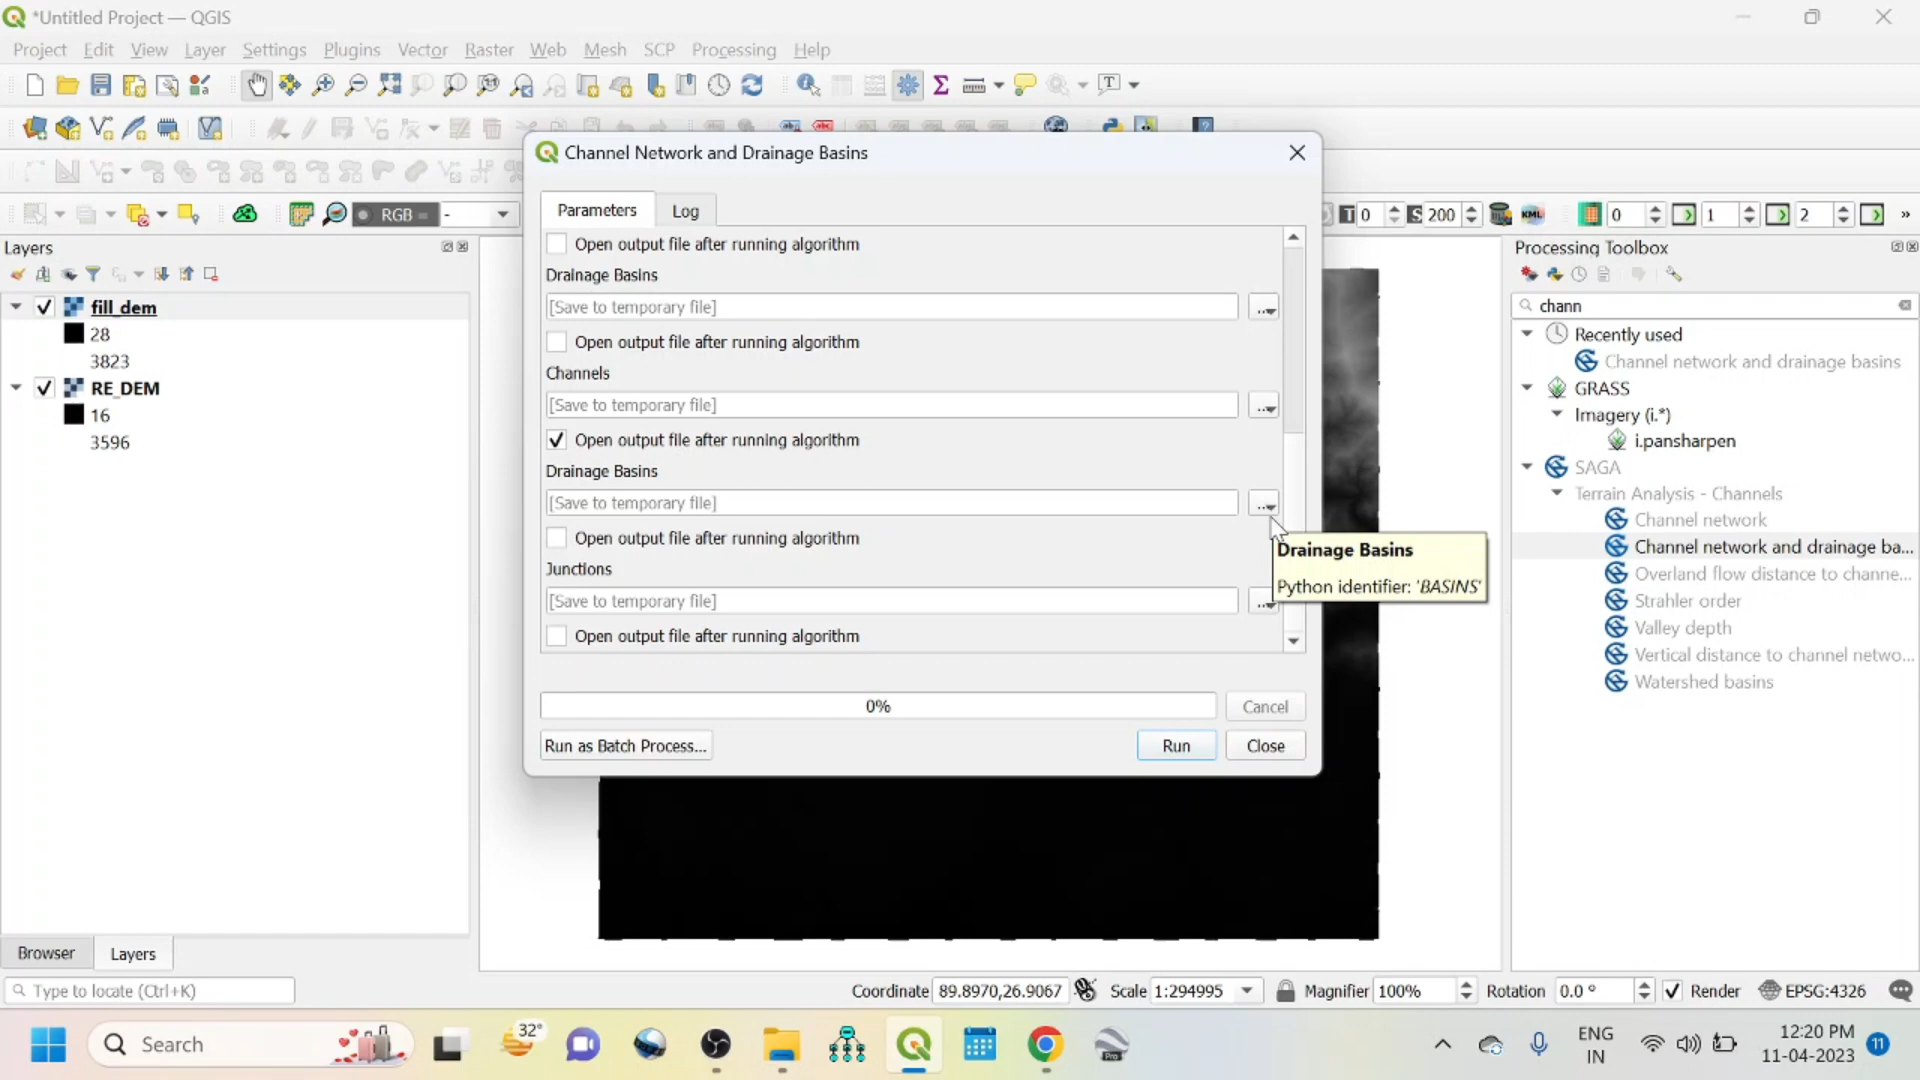 *Untitled Project — QGIS
Project Edit View Layer Settings Plugins Vector Raster Web Mesh SCP Processing Help
RGB = -
T 0 S 200 KML 0 1 2 »
Layers
fill_dem
28
3823
RE_DEM
16
3596
Channel Network and Drainage Basins
Parameters Log
Open output file after running algorithm
Drainage Basins
[Save to temporary file] ...
Open output file after running algorithm
Channels
[Save to temporary file] ...
Open output file after running algorithm
Drainage Basins
[Save to temporary file] ...
Open output file after running algorithm
Junctions
[Save to temporary file] ...
Open output file after running algorithm
0% Cancel
Run as Batch Process... Run Close
Drainage Basins
Python identifier: 'BASINS'
Processing Toolbox
chann
Recently used
Channel network and drainage basins
GRASS
Imagery (i.*)
i.pansharpen
SAGA
Terrain Analysis - Channels
Channel network
Channel network and drainage ba...
Overland flow distance to channe...
Strahler order
Valley depth
Vertical distance to channel netwo...
Watershed basins
Browser Layers
Type to locate (Ctrl+K) Coordinate 89.8970,26.9067 Scale 1:294995 Magnifier 100% Rotation 0.0 ° Render EPSG:4326
Search 32° Pro ENG 12:20 PM
IN 11-04-2023 11